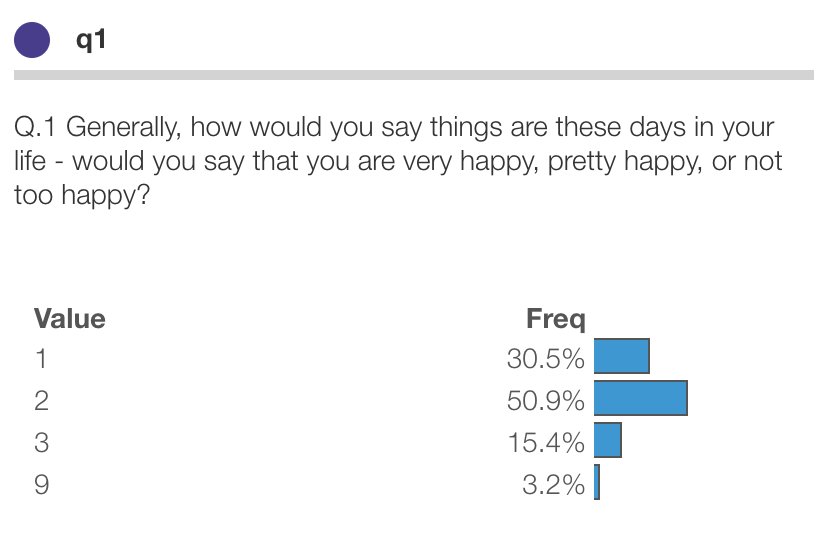 q1
Q.1 Generally, how would you say things are these days in your
life - would you say that you are very happy, pretty happy, or not
too happy?
Value Freq
1 30.5%
2 50.9%
3 15.4%
9 3.2%